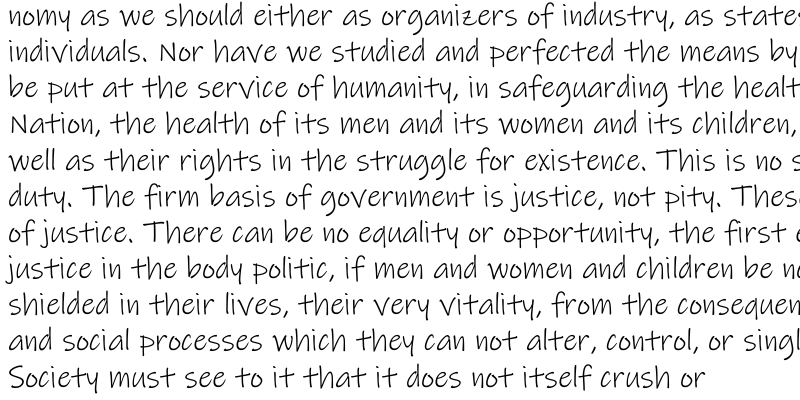 nomy as we should either as organizers of industry, as
individuals. Nor have we studied and perfected the means by
be put at the service of humanity, in safeguarding the
Nation, the health of its men and its women and its children,
well as their rights in the struggle for existence. This is no
duty. The firm basis of government is justice, not pity.
of justice. There can be no equality or opportunity, the first
justice in the body politic, if men and women and children be
shielded in their lives, their very vitality, from the
and social processes which they can not alter, control, or
Society must see to it that it does not itself crush or